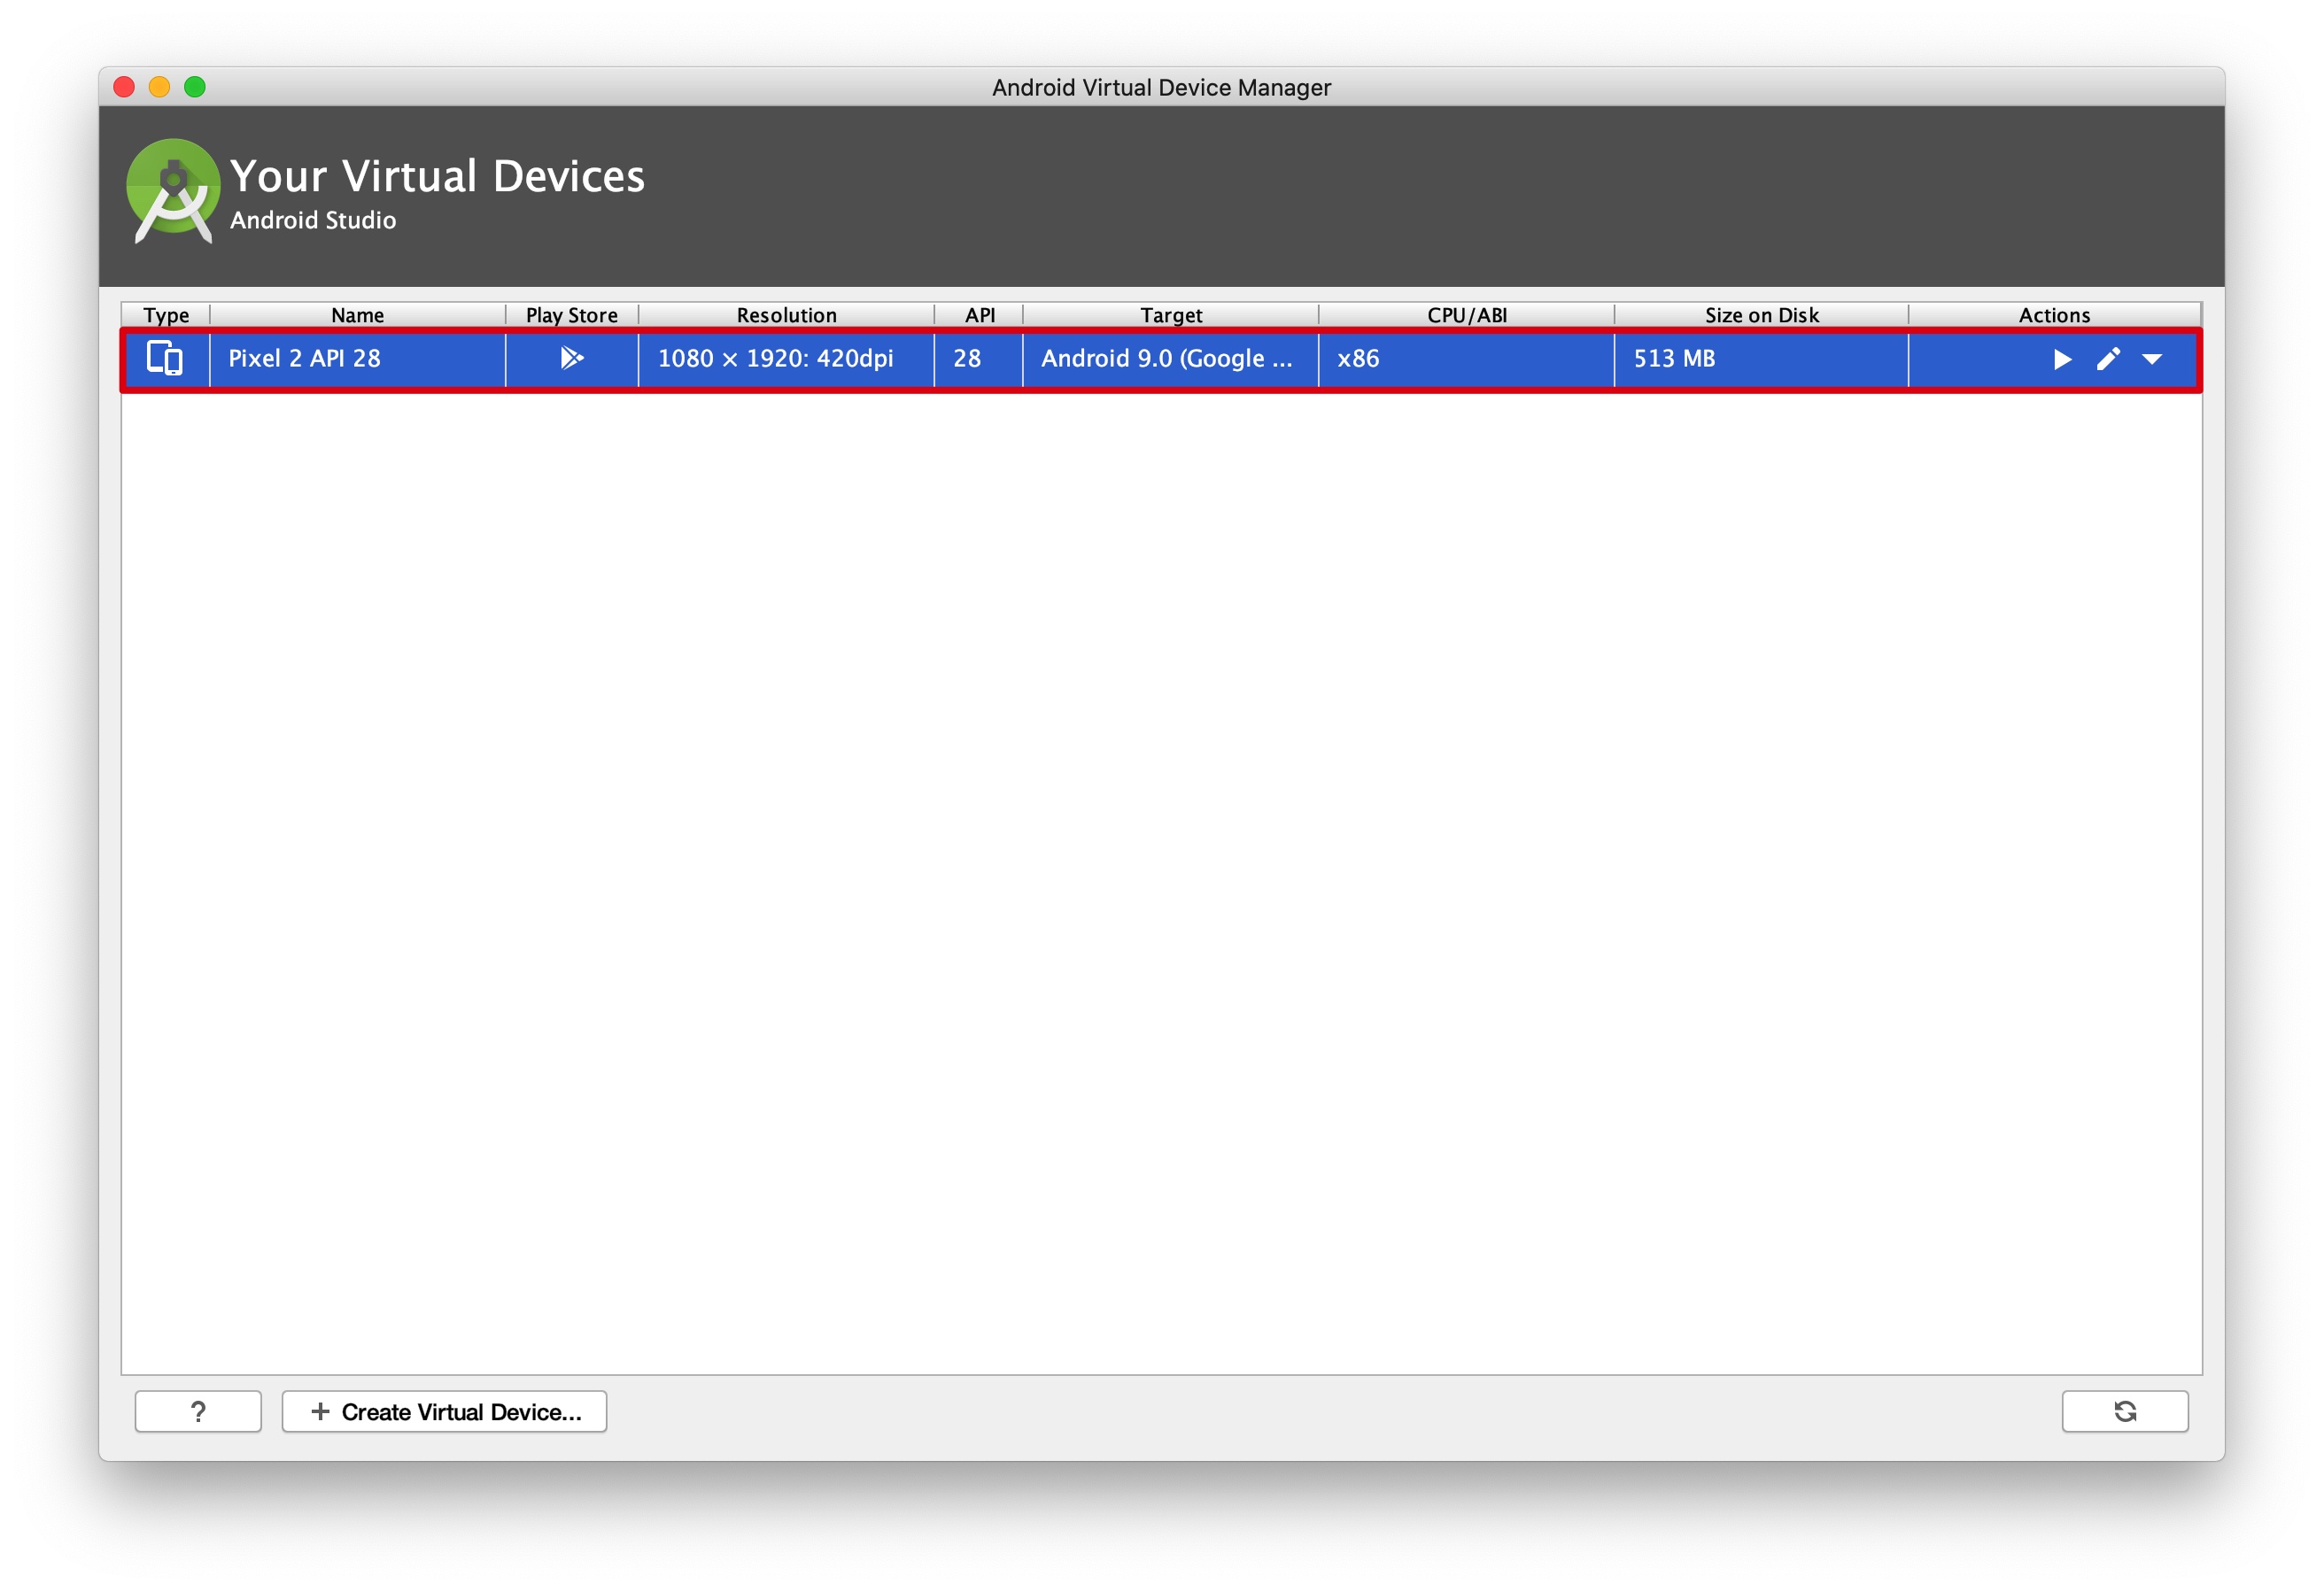 Android Virtual Device Manager
Your Virtual Devices
Android Studio
Type Name Play Store Resolution API Target CPU/ABI Size on Disk Actions
Pixel 2 API 28 1080 × 1920: 420dpi 28 Android 9.0 (Google ... x86 513 MB
? + Create Virtual Device...